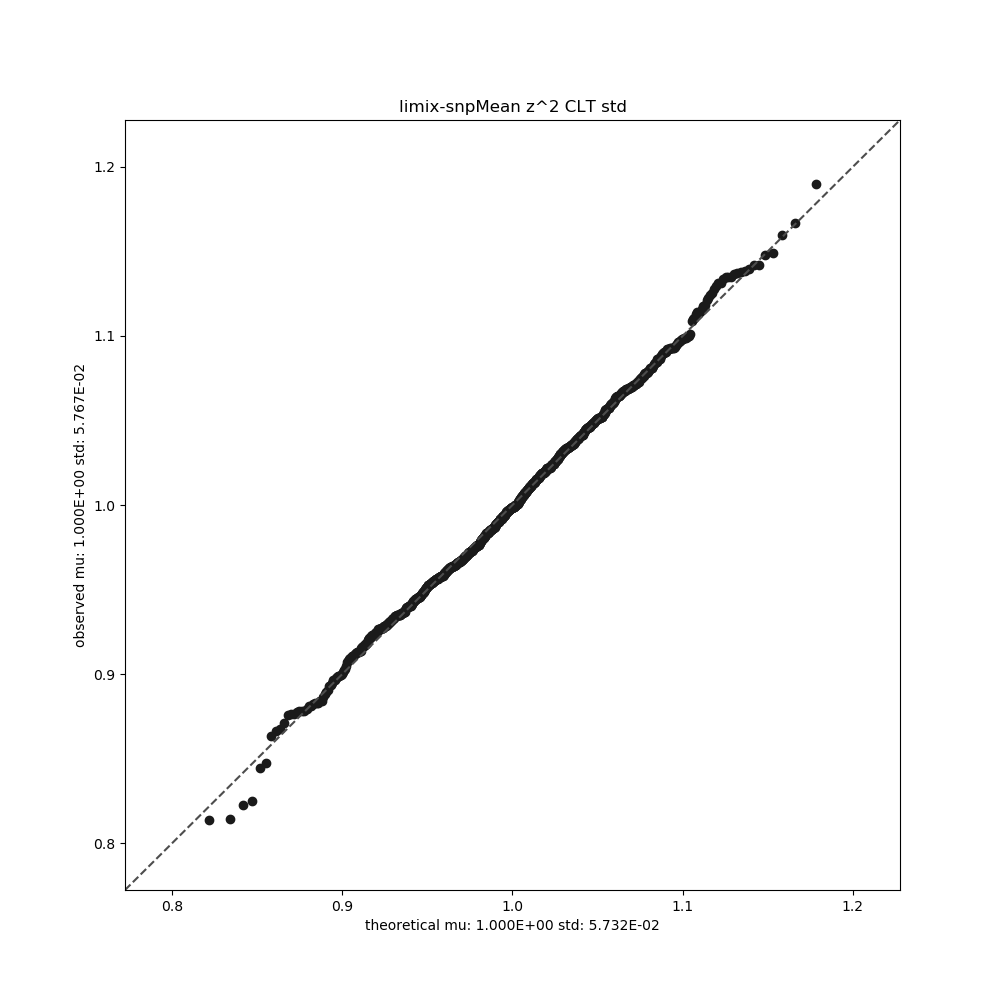 limix-snpMean z^2 CLT std
1.2
1.1
1.0
0.9
0.8
observed mu: 1.000E+00 std: 5.767E-02
0.8 0.9 1.0 1.1 1.2
theoretical mu: 1.000E+00 std: 5.732E-02